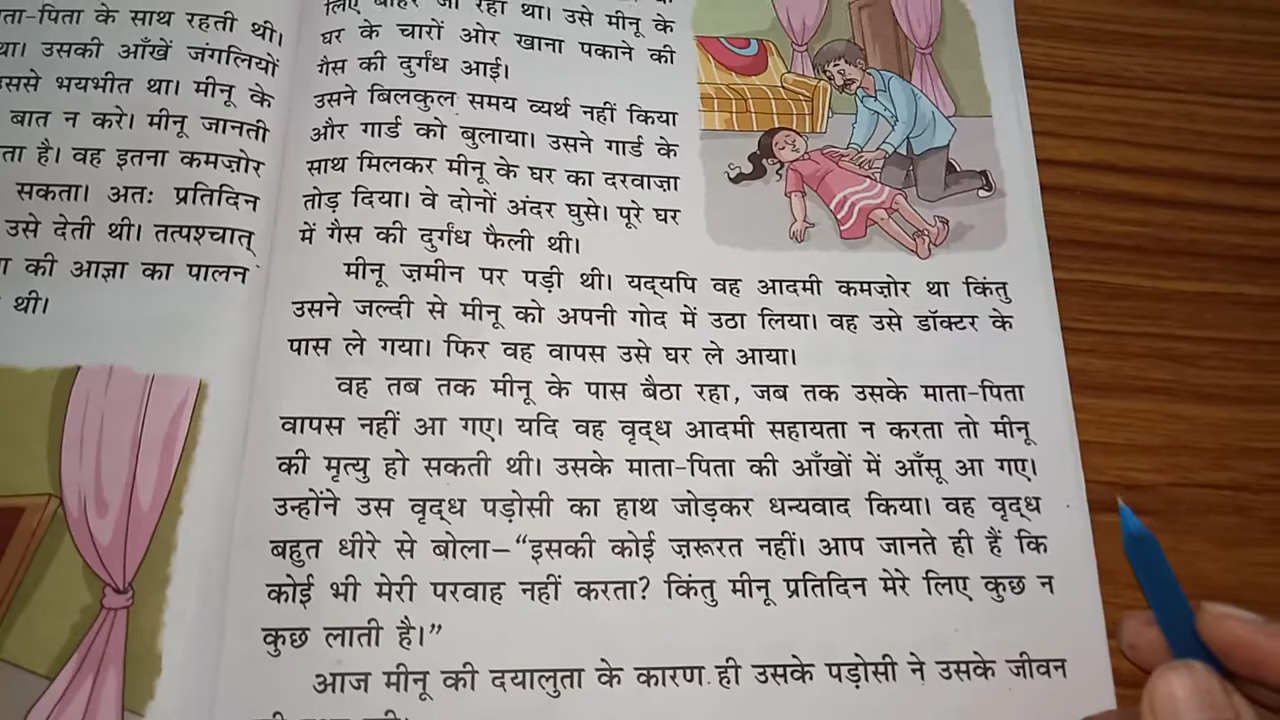 ता-पिता के साथ रहती थी।
था। उसकी आँखें जंगलियों
उससे भयभीत था। मीनू के
बात न करे। मीनू जानती
ता है। वह इतना कमज़ोर
सकता। अतः प्रतिदिन
उसे देती थी। तत्पश्चात्
की आज्ञा का पालन
थी।
लिए बाहर जा रहा था। उसे मीनू के
घर के चारों ओर खाना पकाने की
गैस की दुर्गंध आई।
उसने बिलकुल समय व्यर्थ नहीं किया
और गार्ड को बुलाया। उसने गार्ड के
साथ मिलकर मीनू के घर का दरवाज़ा
तोड़ दिया। वे दोनों अंदर घुसे। पूरे घर
में गैस की दुर्गंध फैली थी।
मीनू ज़मीन पर पड़ी थी। यद्यपि वह आदमी कमज़ोर था किंतु
उसने जल्दी से मीनू को अपनी गोद में उठा लिया। वह उसे डॉक्टर के
पास ले गया। फिर वह वापस उसे घर ले आया।
वह तब तक मीनू के पास बैठा रहा, जब तक उसके माता-पिता
वापस नहीं आ गए। यदि वह वृद्ध आदमी सहायता न करता तो मीनू
की मृत्यु हो सकती थी। उसके माता-पिता की आँखों में आँसू आ गए।
उन्होंने उस वृद्ध पड़ोसी का हाथ जोड़कर धन्यवाद किया। वह वृद्ध
बहुत धीरे से बोला–“इसकी कोई ज़रूरत नहीं। आप जानते ही हैं कि
कोई भी मेरी परवाह नहीं करता? किंतु मीनू प्रतिदिन मेरे लिए कुछ न
कुछ लाती है।”
आज मीनू की दयालुता के कारण ही उसके पड़ोसी ने उसके जीवन